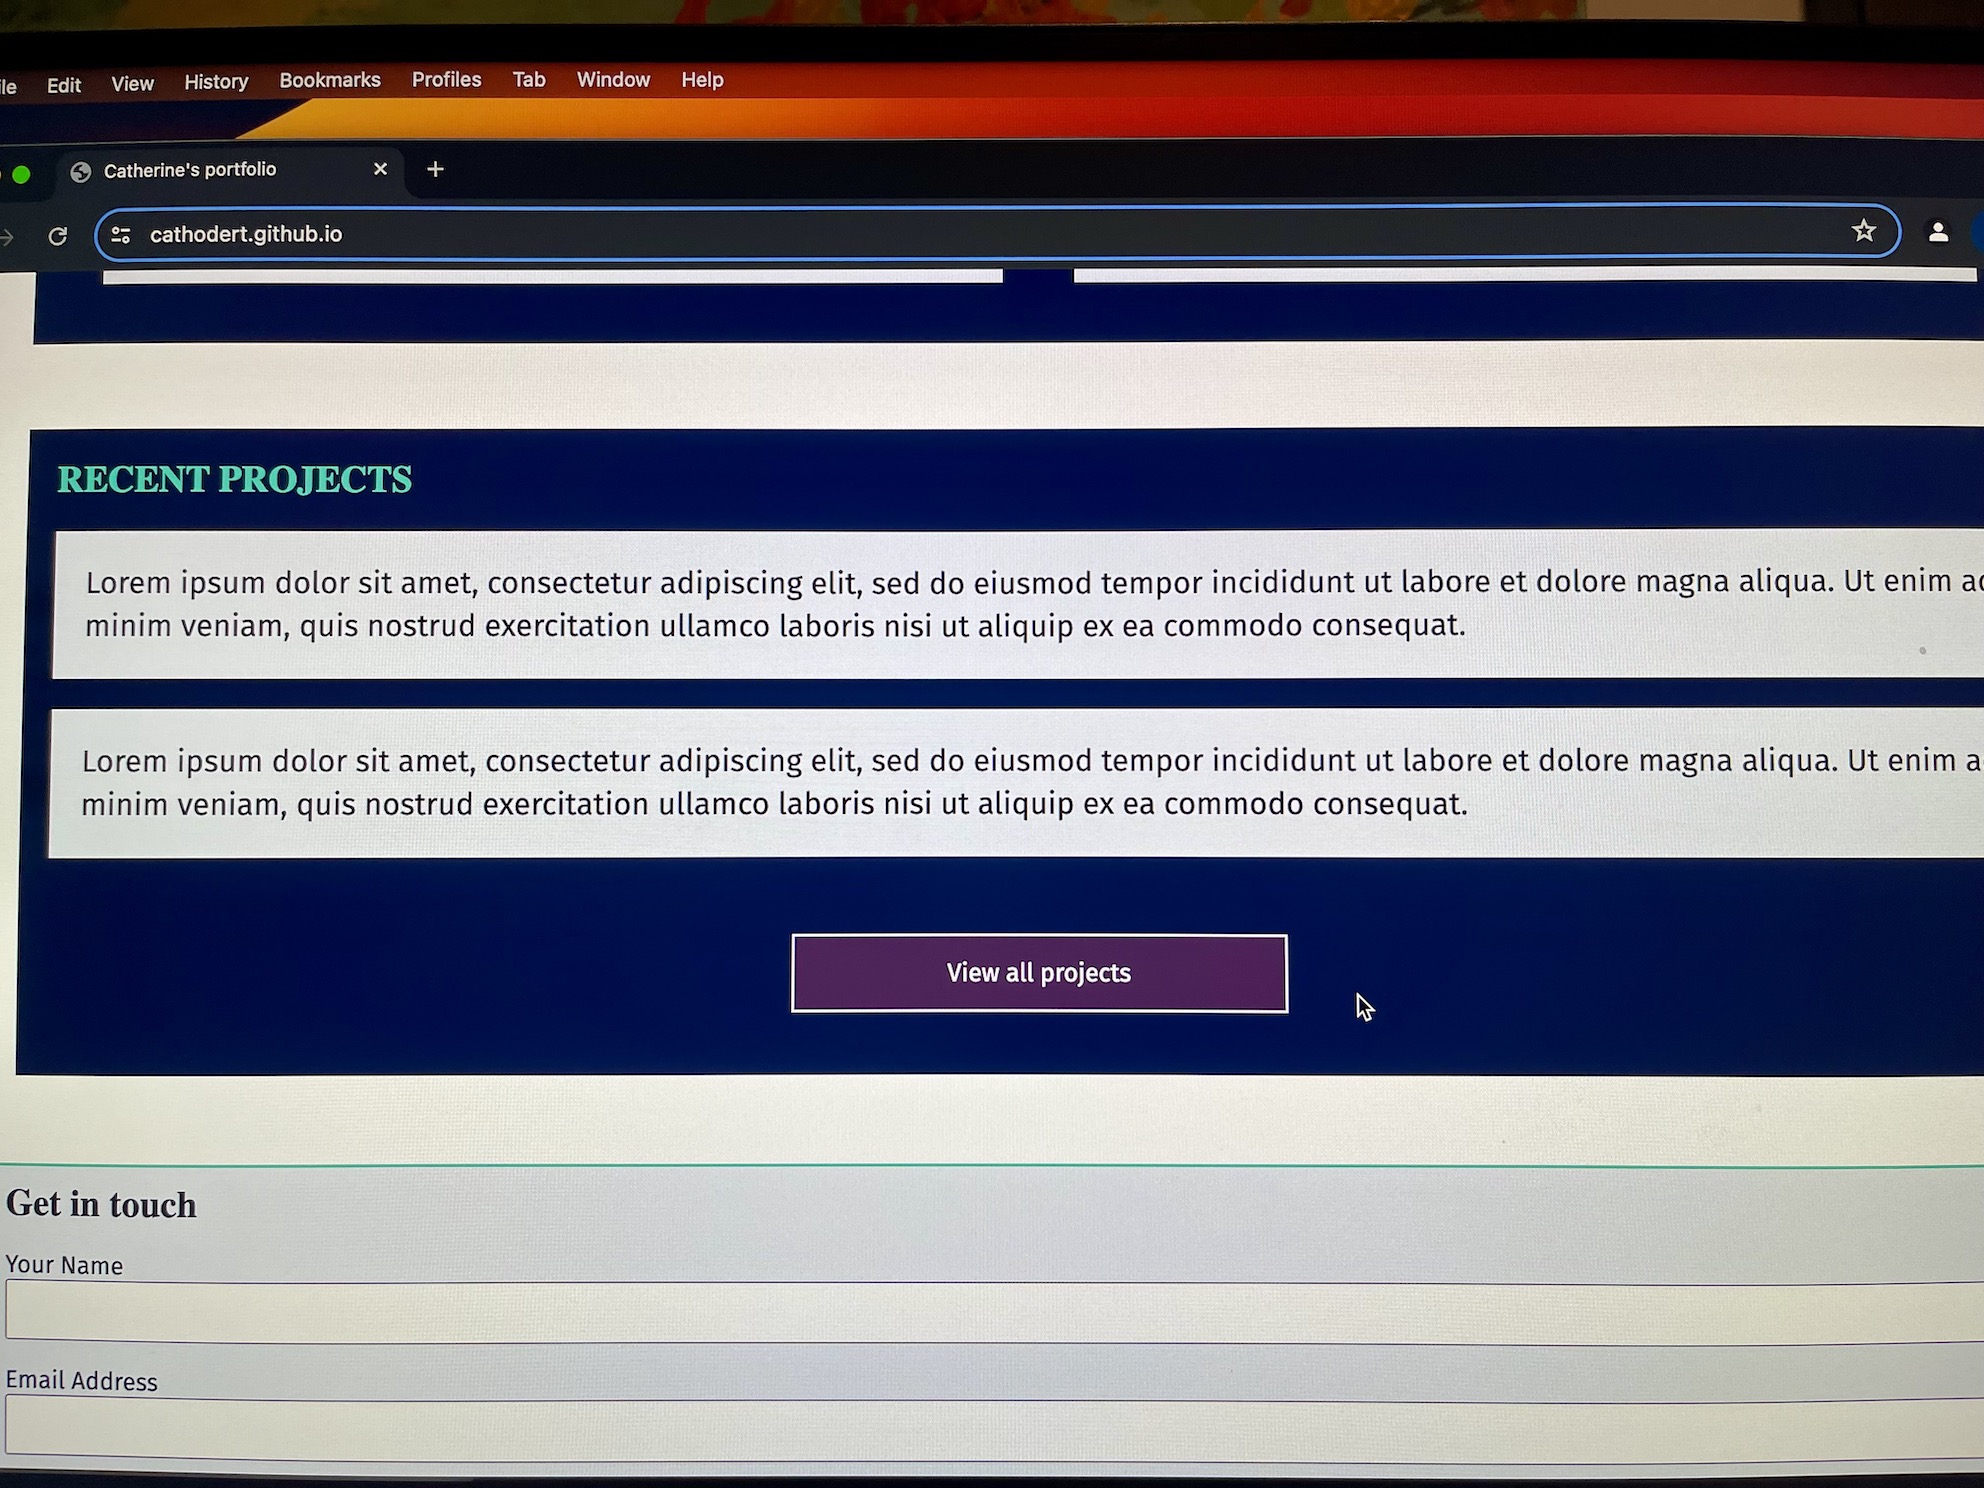 Edit View History Bookmarks Profiles Tab Window Help
Catherine's portfolio
cathodert.github.io
RECENT PROJECTS
Lorem ipsum dolor sit amet, consectetur adipiscing elit, sed do eiusmod tempor incididunt ut labore et dolore magna aliqua. Ut enim
minim veniam, quis nostrud exercitation ullamco laboris nisi ut aliquip ex ea commodo consequat.
Lorem ipsum dolor sit amet, consectetur adipiscing elit, sed do eiusmod tempor incididunt ut labore et dolore magna aliqua. Ut enim
minim veniam, quis nostrud exercitation ullamco laboris nisi ut aliquip ex ea commodo consequat.
View all projects
Get in touch
Your Name
Email Address